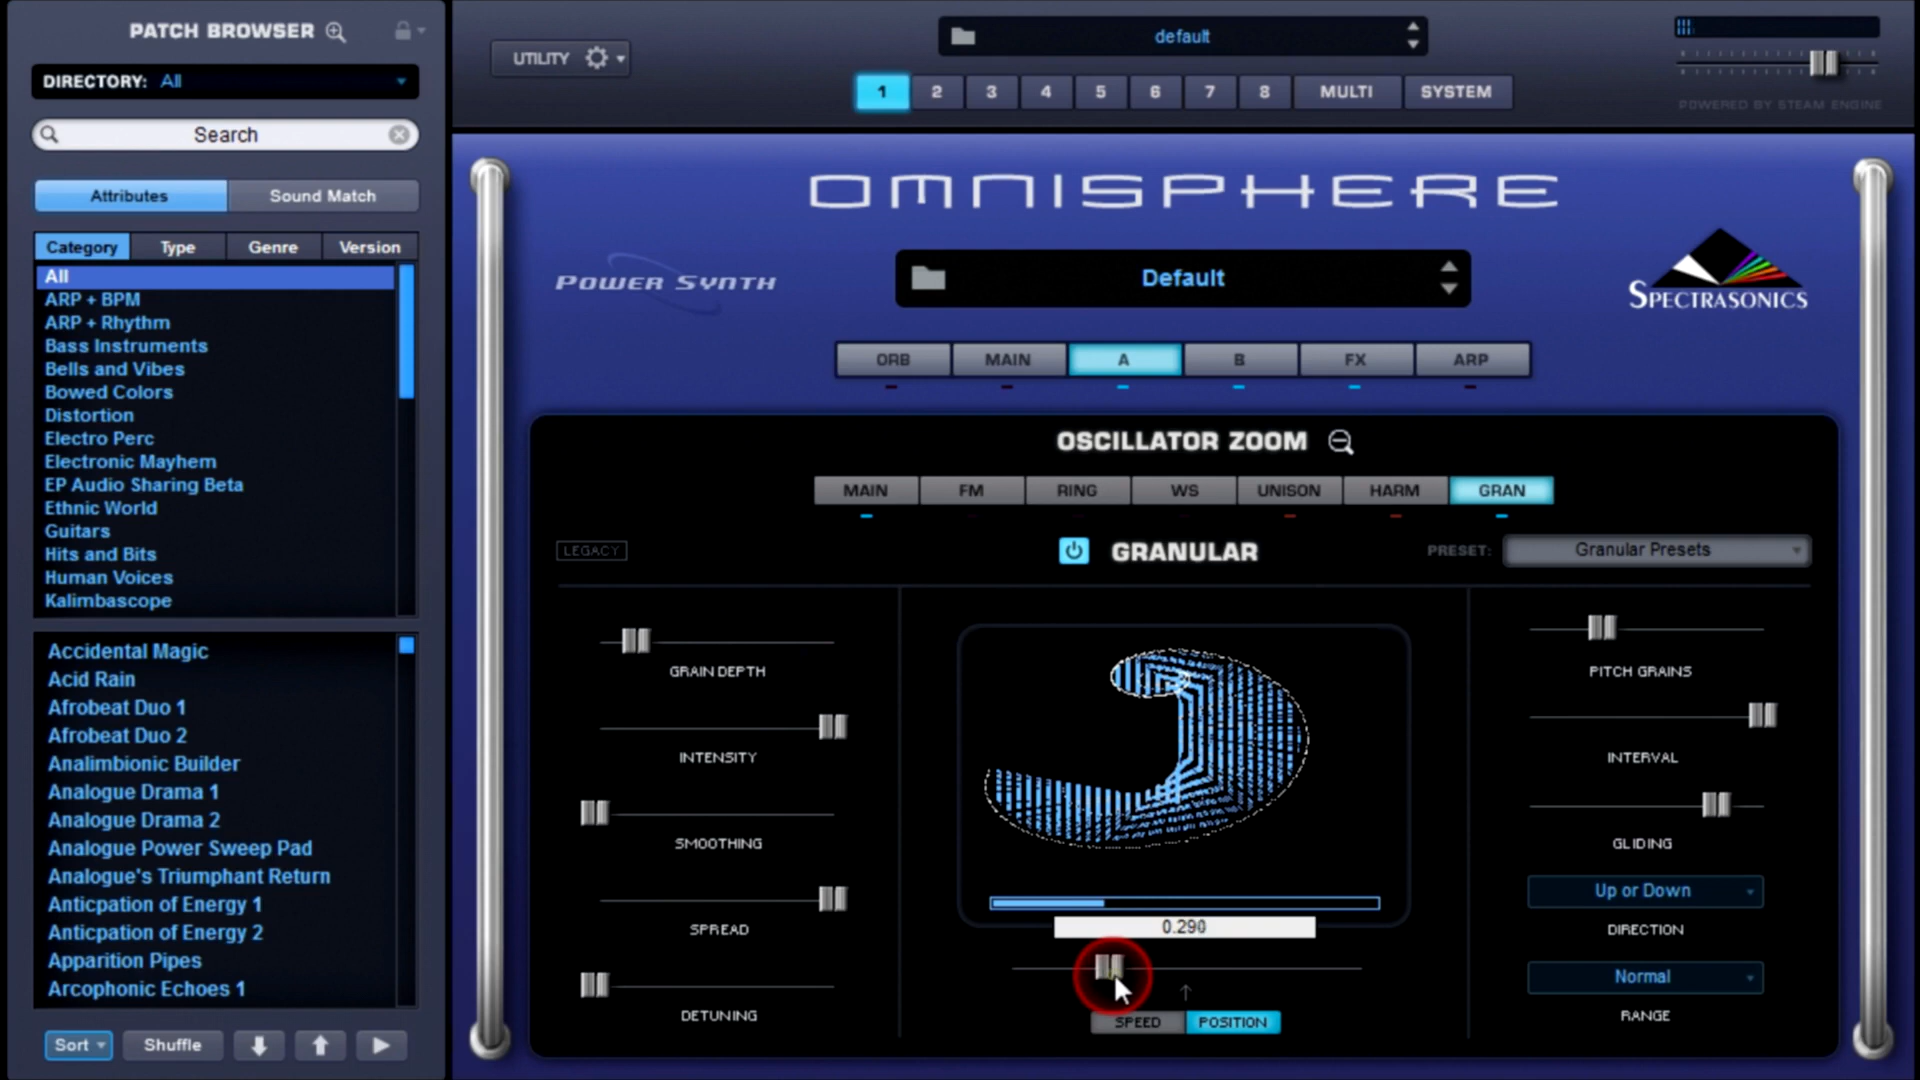 PATCH BROWSER
DIRECTORY: All
Search
Attributes
Sound Match
Category
Type
Genre
Version
All
ARP + BPM
ARP + Rhythm
Bass Instruments
Bells and Vibes
Bowed Colors
Distortion
Electro Perc
Electronic Mayhem
EP Audio Sharing Beta
Ethnic World
Guitars
Hits and Bits
Human Voices
Kalimbascope
Accidental Magic
Acid Rain
Afrobeat Duo 1
Afrobeat Duo 2
Analimbionic Builder
Analogue Drama 1
Analogue Drama 2
Analogue Power Sweep Pad
Analogue's Triumphant Return
Anticpation of Energy 1
Anticpation of Energy 2
Apparition Pipes
Arcophonic Echoes 1
Sort
Shuffle
UTILITY
default
1 2 3 4 5 6 7 8 MULTI SYSTEM
POWERED BY STEAM ENGINE
OMNISPHERE
POWER SYNTH
Default
SPECTRASONICS
ORB MAIN A B FX ARP
OSCILLATOR ZOOM
MAIN FM RING WS UNISON HARM GRAN
LEGACY
GRANULAR
PRESET: Granular Presets
GRAIN DEPTH
INTENSITY
SMOOTHING
SPREAD
DETUNING
0.290
SPEED POSITION
PITCH GRAINS
INTERVAL
GLIDING
Up or Down
DIRECTION
Normal
RANGE